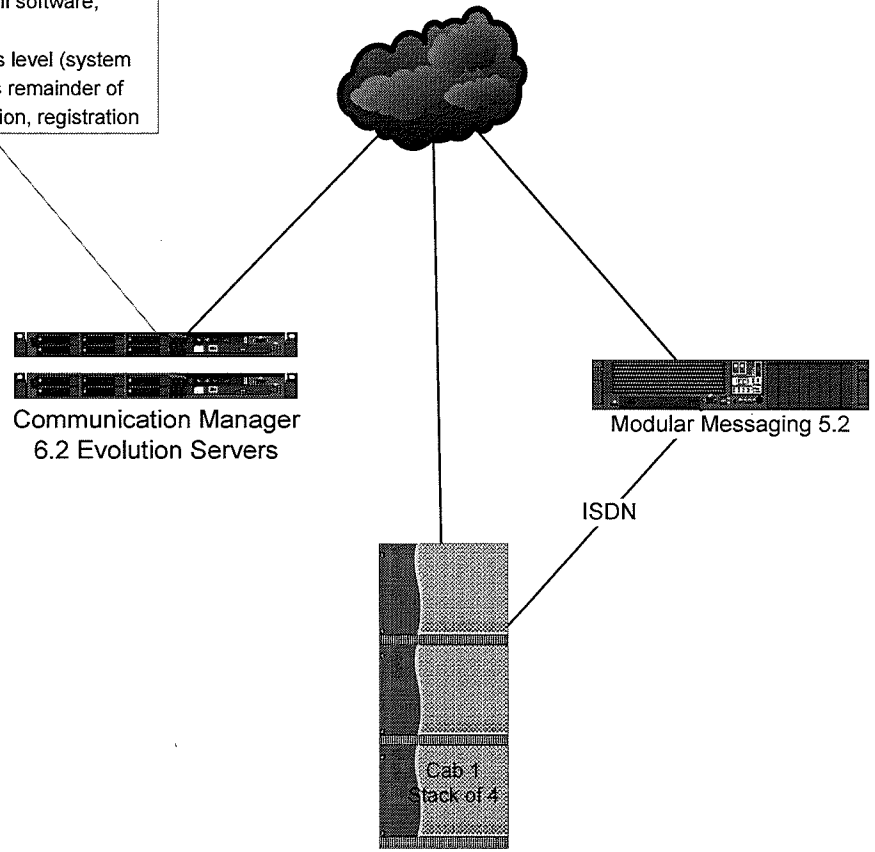 ll software,
s level (system
s remainder of
ion, registration
Communication Manager
6.2 Evolution Servers
Modular Messaging 5.2
ISDN
Cab 1
Stack of 4